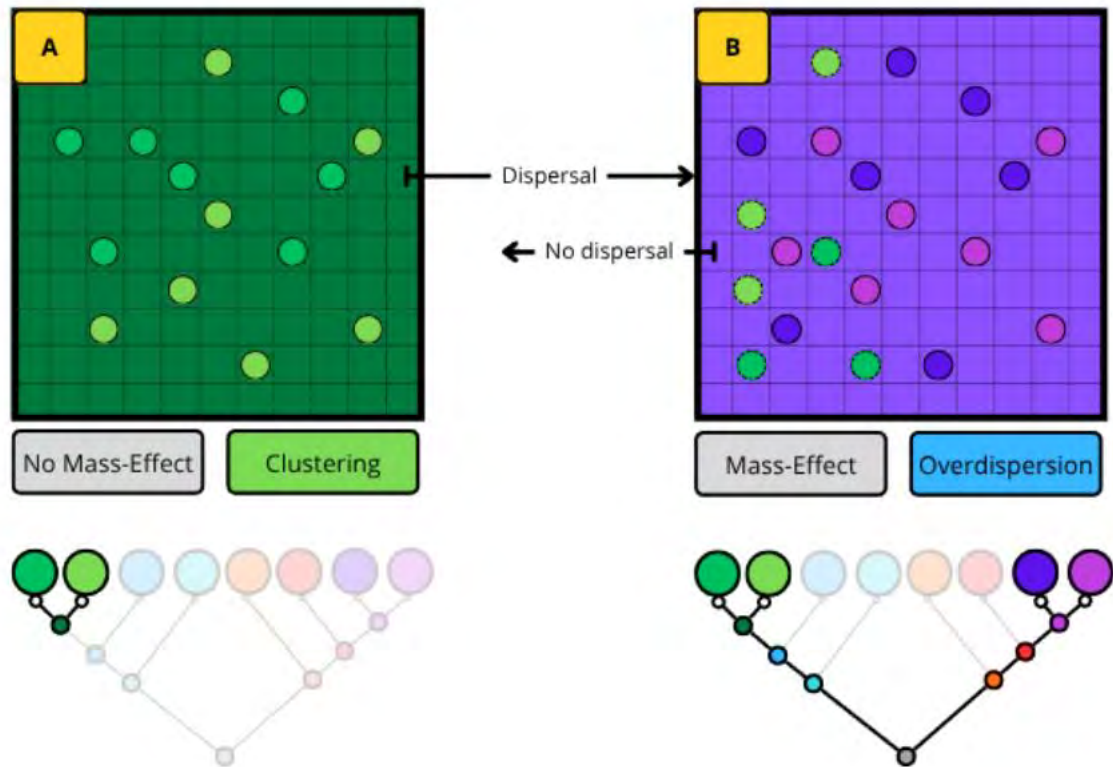 A
B
Dispersal
No dispersal
No Mass-Effect
Clustering
Mass-Effect
Overdispersion